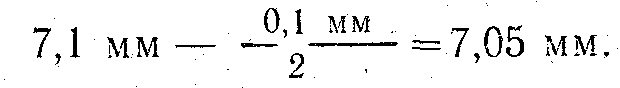 7,1 мм — 0,1 мм / 2 = 7,05 мм.